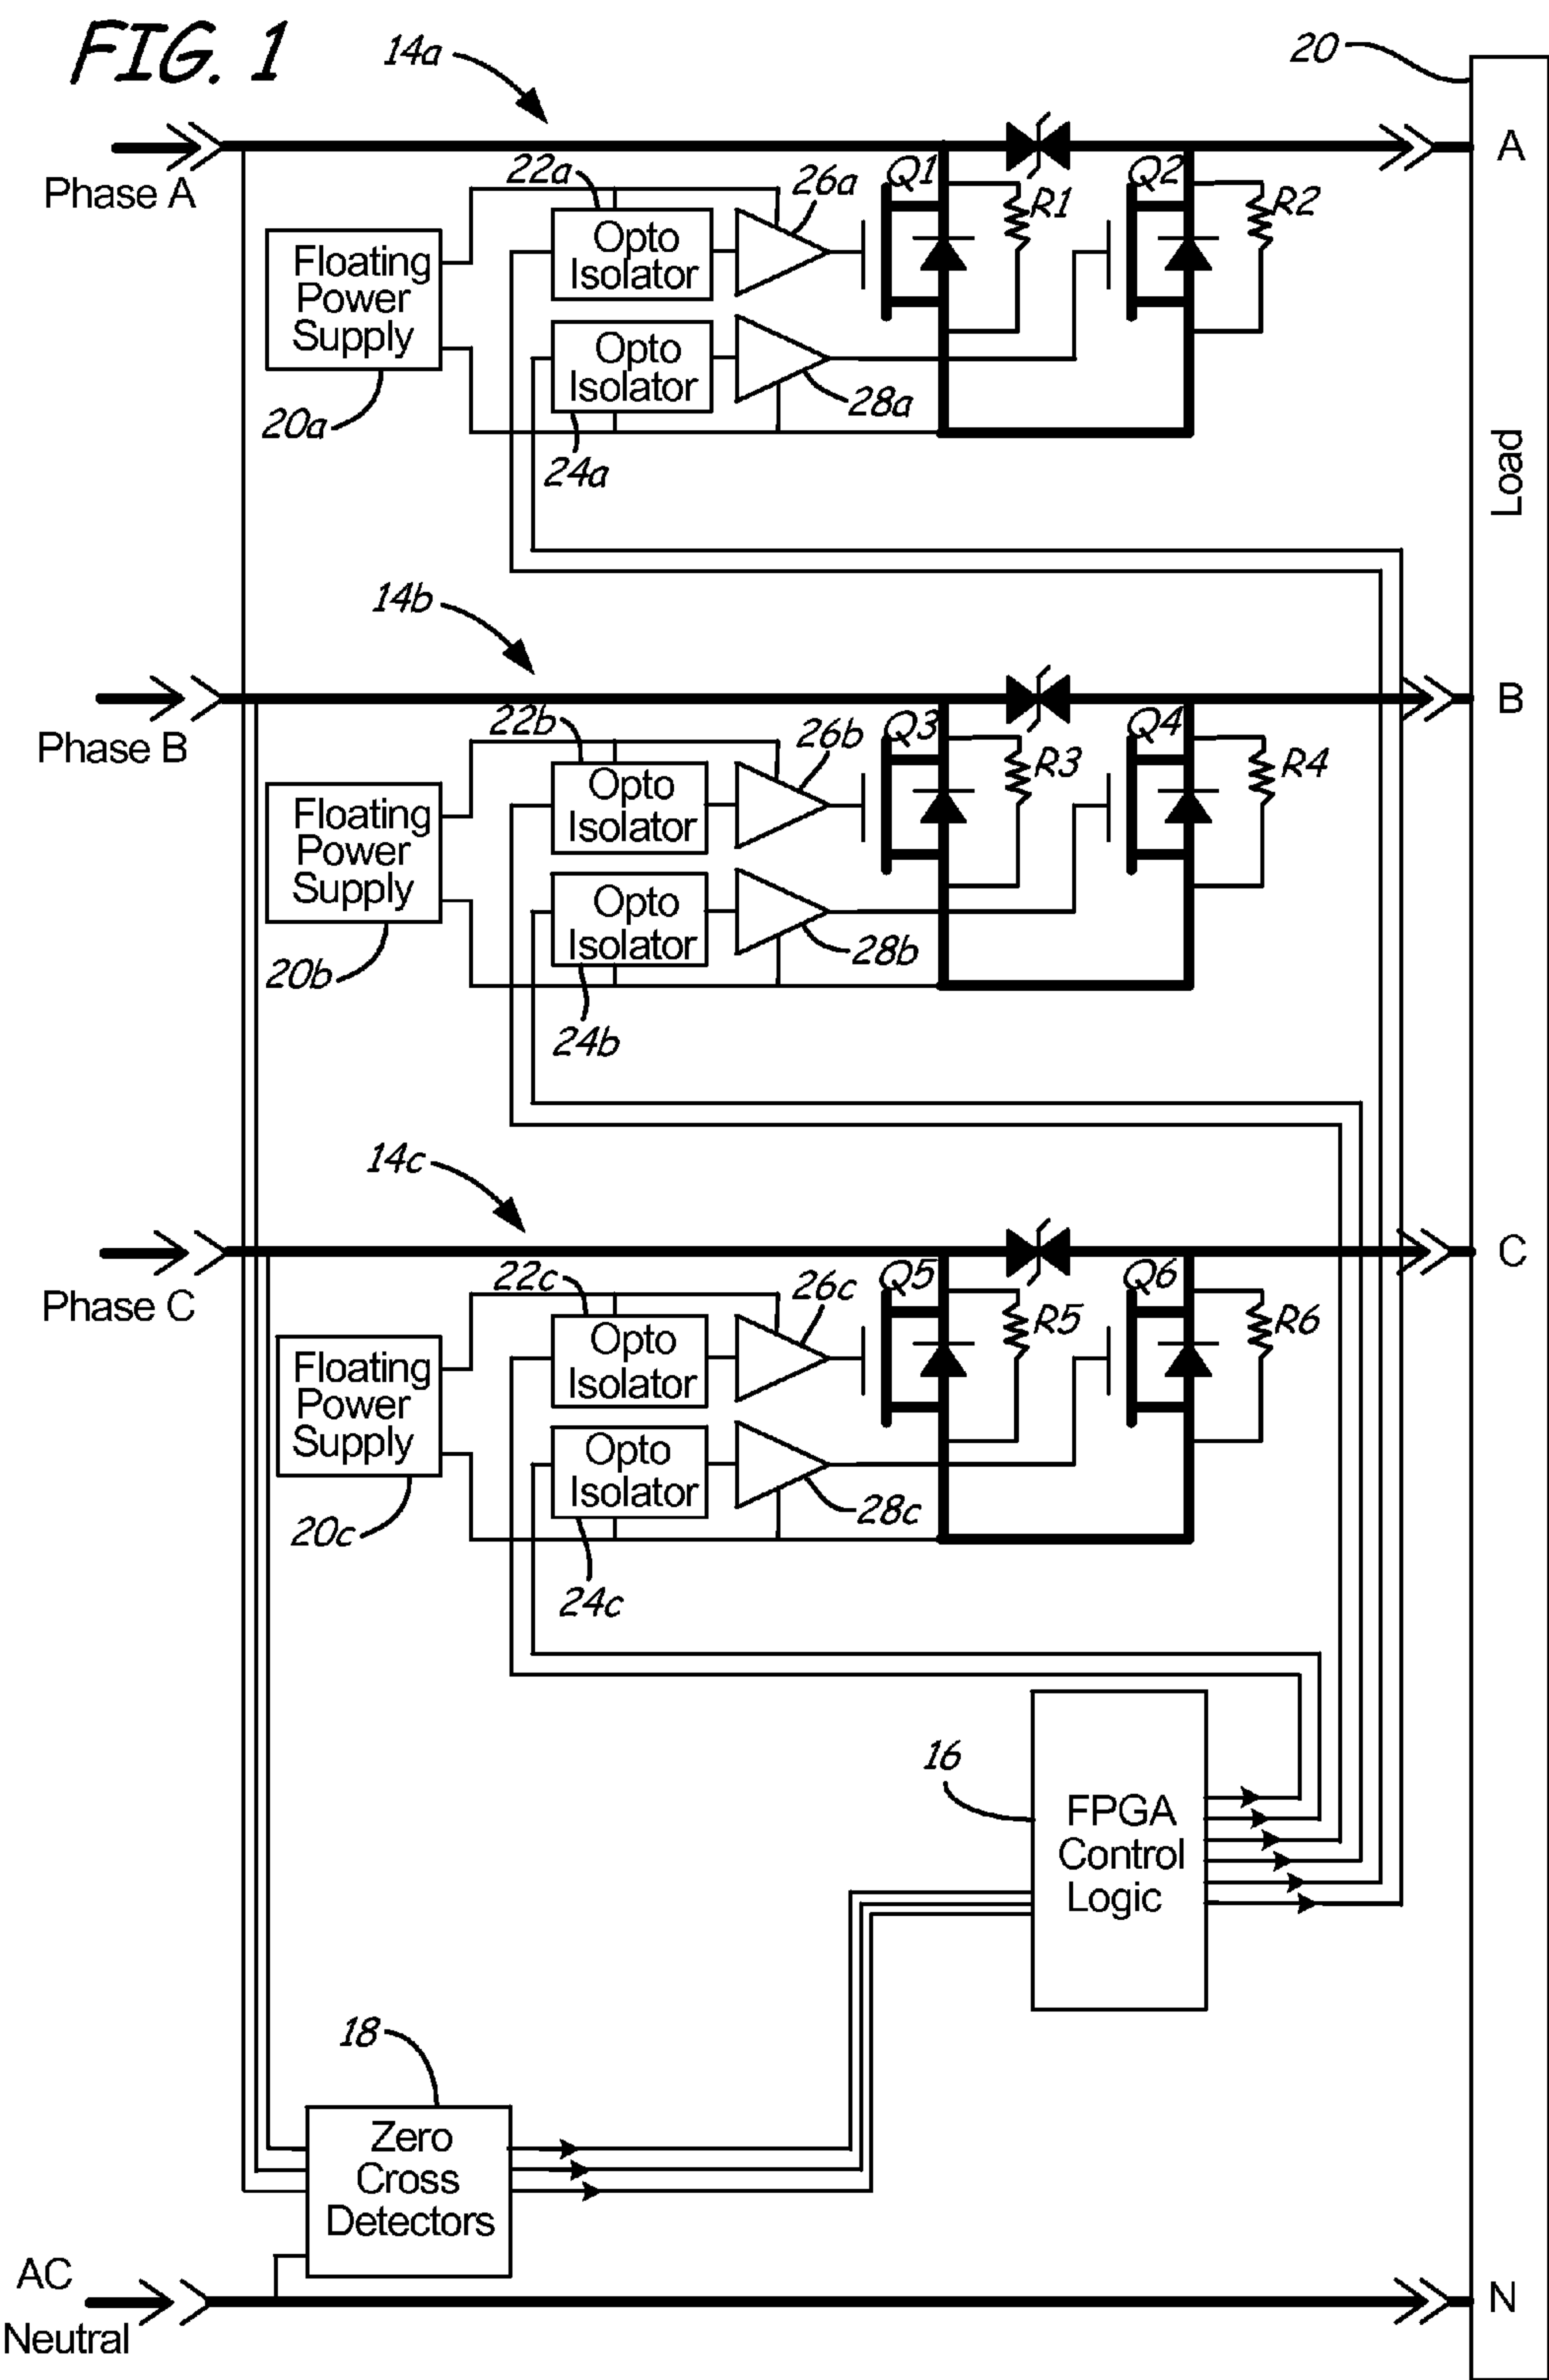 FIG. 1
14a
20
Phase A
A
22a
26a
Q1
R1
Q2
R2
Floating
Power
Supply
Opto
Isolator
Opto
Isolator
20a
24a
28a
Load
14b
Phase B
B
22b
26b
Q3
R3
Q4
R4
Floating
Power
Supply
Opto
Isolator
Opto
Isolator
20b
24b
28b
14c
Phase C
C
22c
26c
Q5
R5
Q6
R6
Floating
Power
Supply
Opto
Isolator
Opto
Isolator
20c
24c
28c
16
FPGA
Control
Logic
18
Zero
Cross
Detectors
AC
Neutral
N